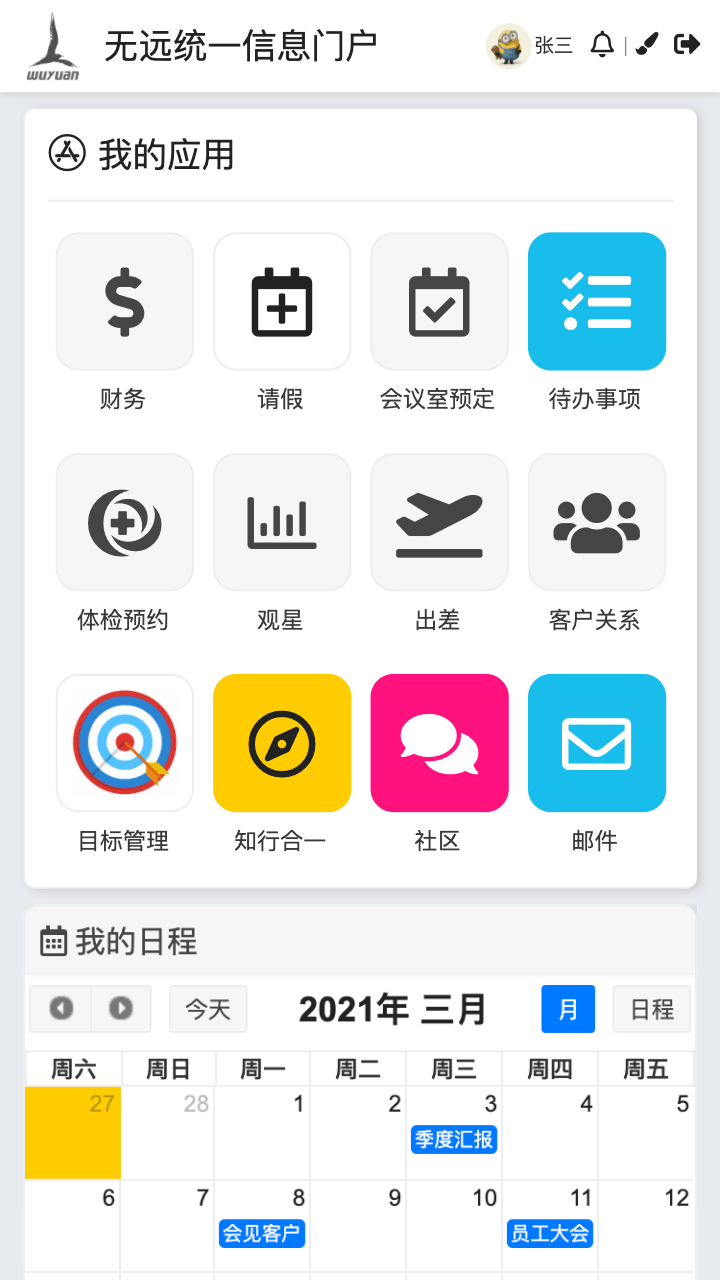 wuyuan
无远统一信息门户
张三
|
我的应用
财务 请假 会议室预定 待办事项
体检预约 观星 出差 客户关系
目标管理 知行合一 社区 邮件
我的日程
今天 2021年 三月 月 日程
周六 周日 周一 周二 周三 周四 周五
27 28 1 2 3 4 5
季度汇报
6 7 8 9 10 11 12
会见客户 员工大会